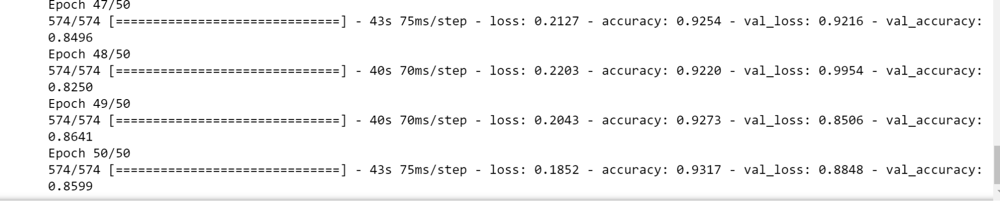 Epoch 47/50
574/574 [==============================] - 43s 75ms/step - loss: 0.2127 - accuracy: 0.9254 - val_loss: 0.9216 - val_accuracy:
0.8496
Epoch 48/50
574/574 [==============================] - 40s 70ms/step - loss: 0.2203 - accuracy: 0.9220 - val_loss: 0.9954 - val_accuracy:
0.8250
Epoch 49/50
574/574 [==============================] - 40s 70ms/step - loss: 0.2043 - accuracy: 0.9273 - val_loss: 0.8506 - val_accuracy:
0.8641
Epoch 50/50
574/574 [==============================] - 43s 75ms/step - loss: 0.1852 - accuracy: 0.9317 - val_loss: 0.8848 - val_accuracy:
0.8599